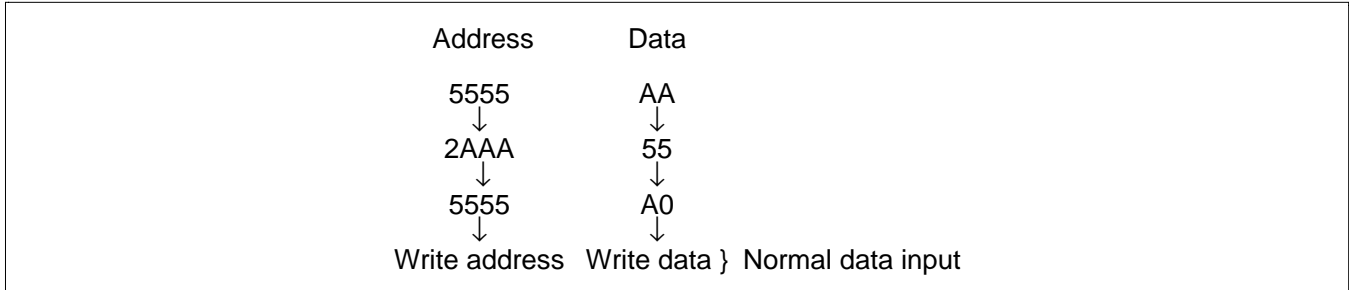 Address Data
5555 AA
↓ ↓
2AAA 55
↓ ↓
5555 A0
↓ ↓
Write address Write data } Normal data input